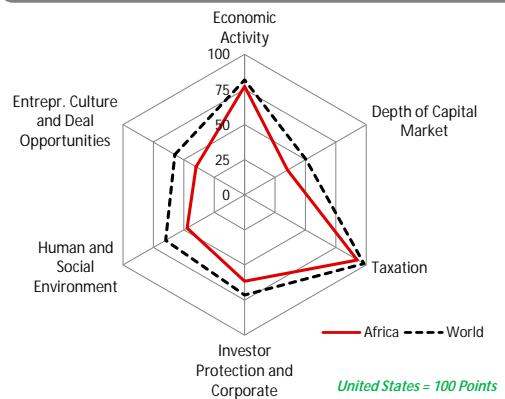 Economic
Activity
100
75
50
25
0
Depth of Capital
Market
Taxation
Investor
Protection and
Corporate
Human and
Social
Environment
Entrepr. Culture
and Deal
Opportunities
Africa
World
United States = 100 Points